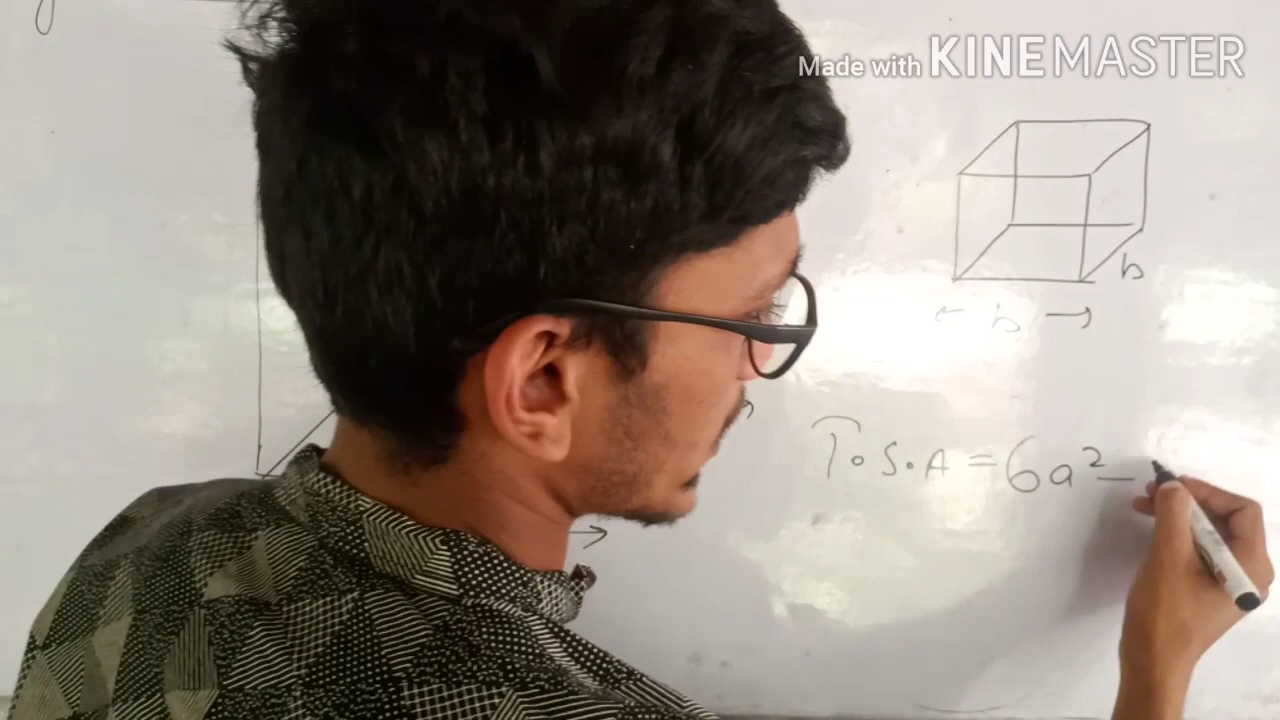 Made with KINEMASTER
b
← b →
T.S.A = 6a² –